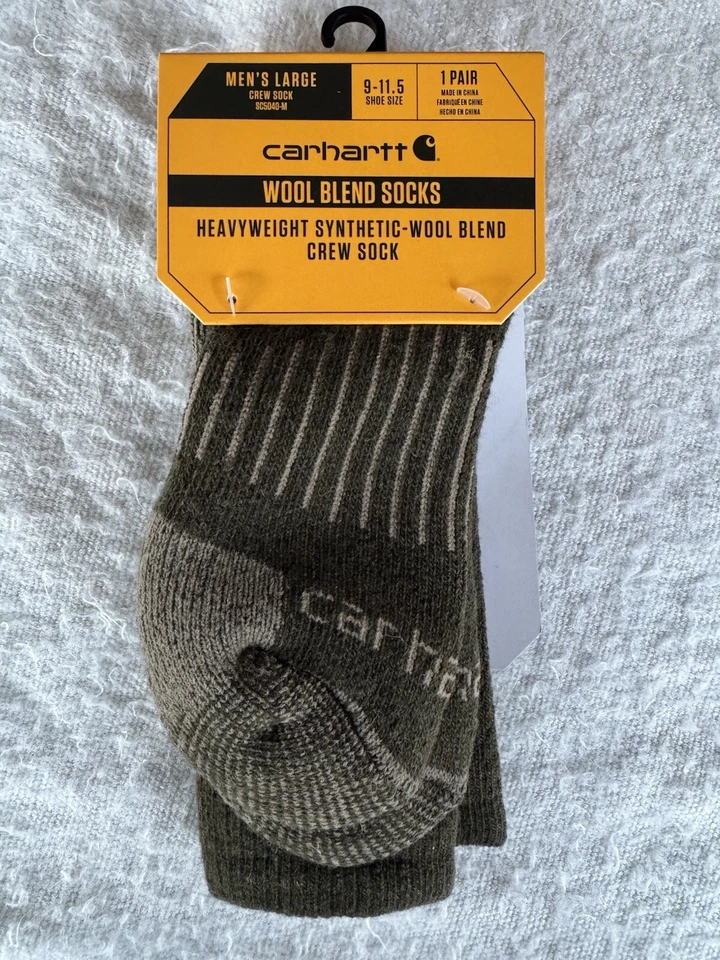 MEN'S LARGE
CREW SOCK
SC5040-M
9-11.5
SHOE SIZE
1 PAIR
MADE IN CHINA
FABRIQUÉ EN CHINE
HECHO EN CHINA
carhartt
WOOL BLEND SOCKS
HEAVYWEIGHT SYNTHETIC-WOOL BLEND
CREW SOCK
carha